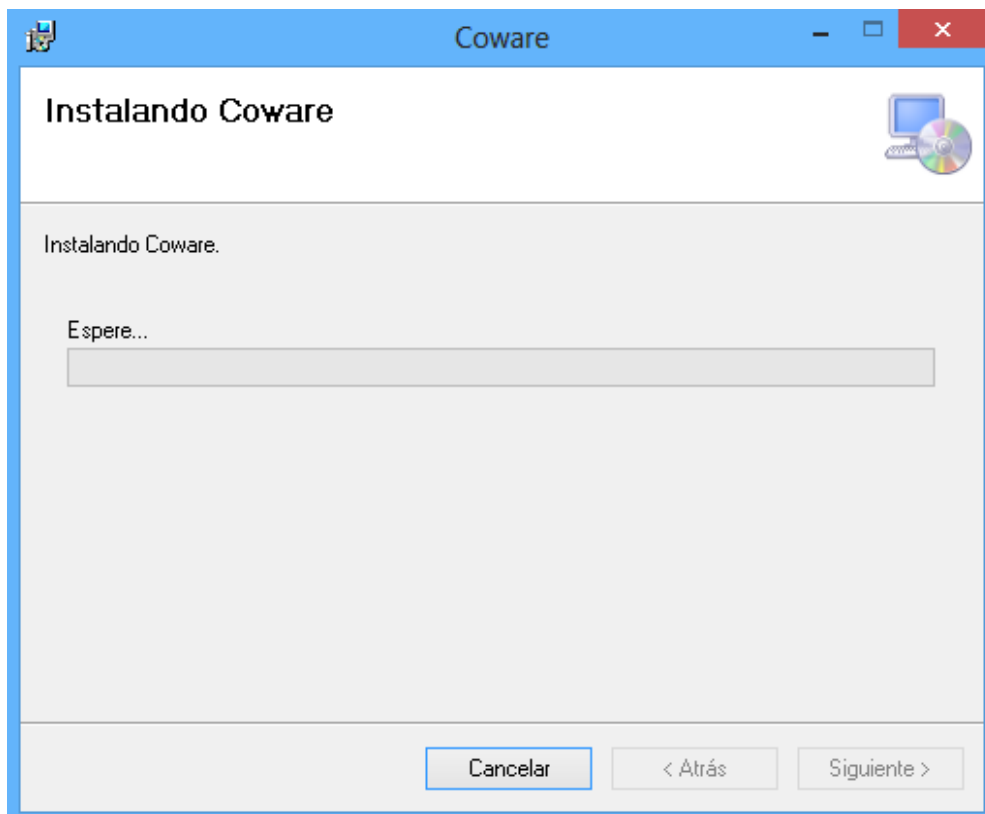 Coware
Instalando Coware
Instalando Coware.
Espere...
Cancelar
< Atrás
Siguiente >